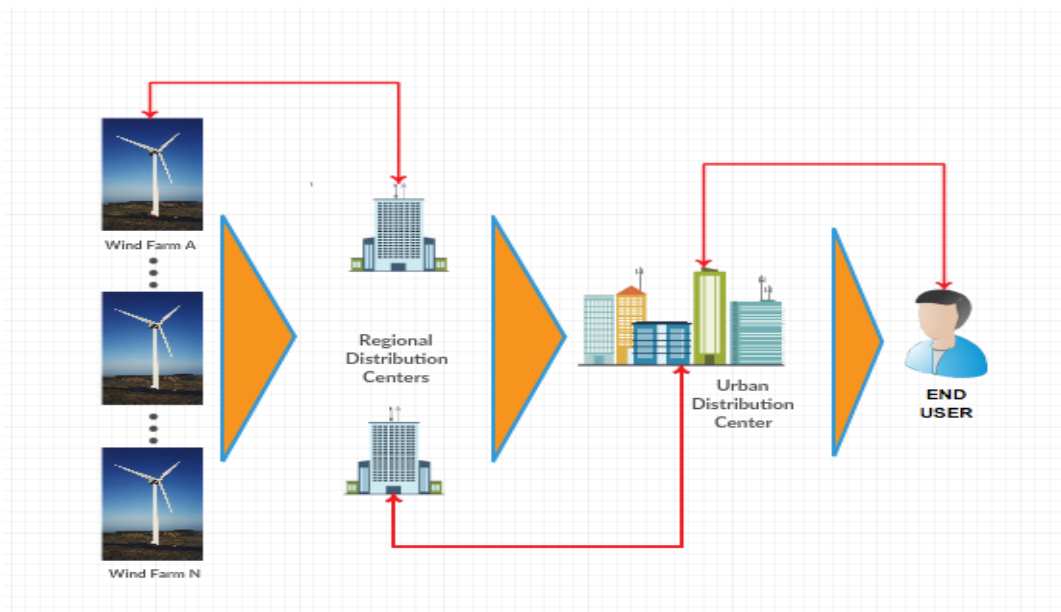 Wind Farm A
Regional
Distribution
Centers
Urban
Distribution
Center
END
USER
Wind Farm N